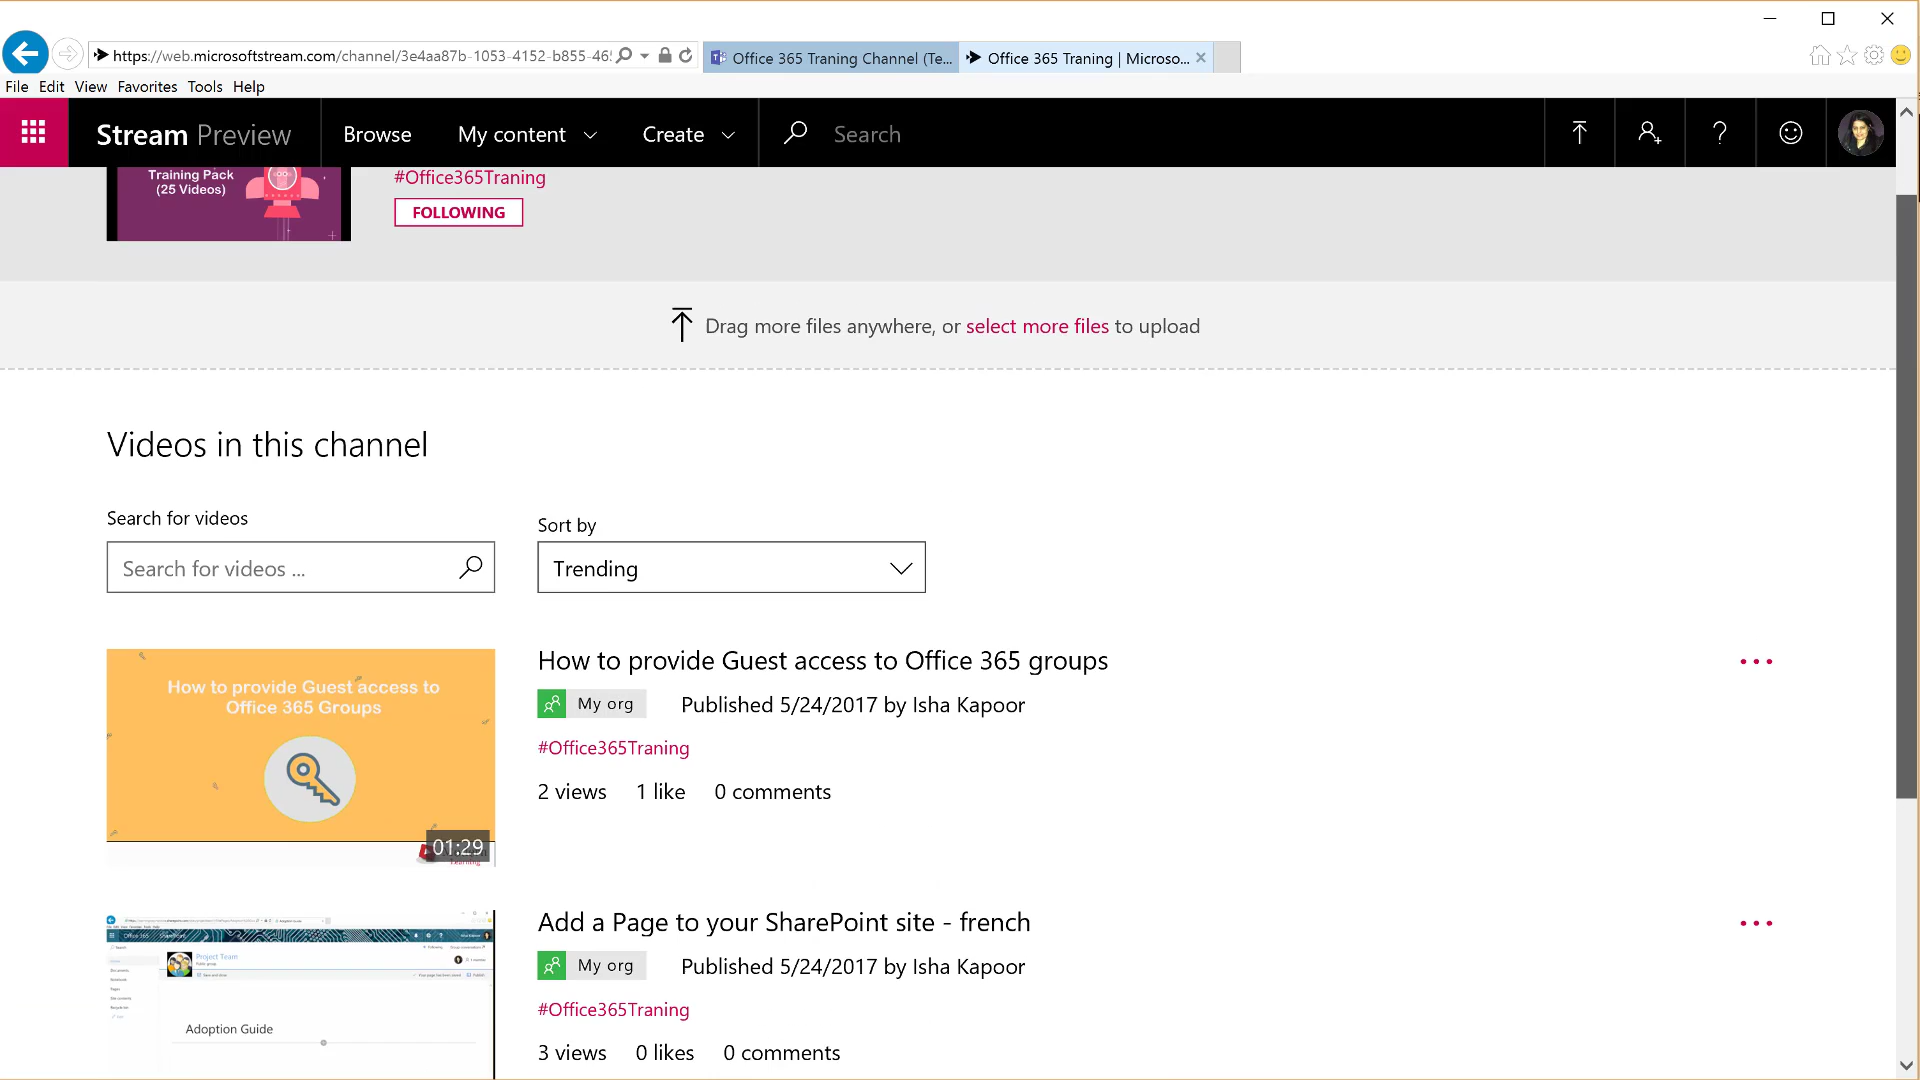 https://web.microsoftstream.com/channel/3e4aa87b-1053-4152-b855-46
Office 365 Traning Channel (Te...
Office 365 Traning | Microso...
File Edit View Favorites Tools Help
Stream Preview
Browse
My content
Create
Search
Training Pack
(25 Videos)
#Office365Traning
FOLLOWING
Drag more files anywhere, or select more files to upload
Videos in this channel
Search for videos
Sort by
Search for videos ...
Trending
How to provide Guest access to
Office 365 Groups
01:29
Learning
How to provide Guest access to Office 365 groups
My org
Published 5/24/2017 by Isha Kapoor
#Office365Traning
2 views 1 like 0 comments
Office 365
SharePoint
Project Team
Adoption Guide
Add a Page to your SharePoint site - french
My org
Published 5/24/2017 by Isha Kapoor
#Office365Traning
3 views 0 likes 0 comments